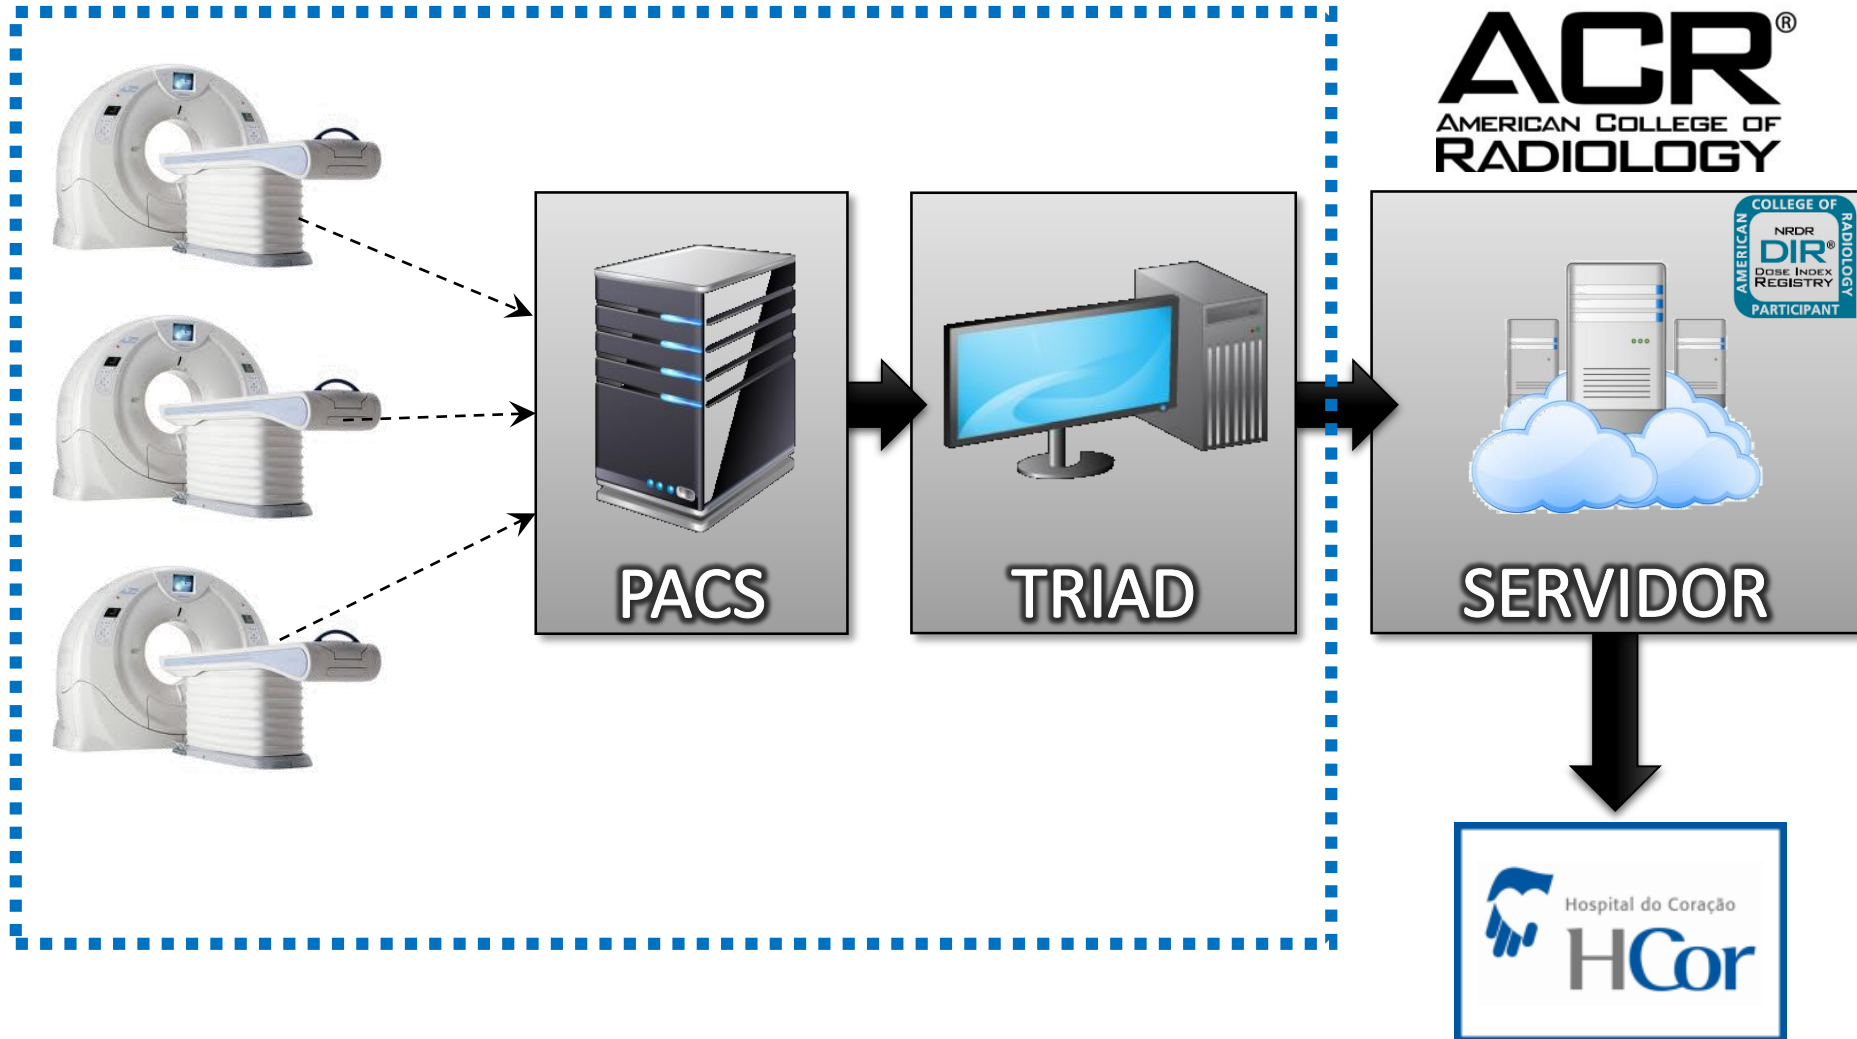 ACR®
AMERICAN COLLEGE OF
RADIOLOGY
AMERICAN COLLEGE OF RADIOLOGY
NRDR
DIR®
DOSE INDEX
REGISTRY
PARTICIPANT
PACS
TRIAD
SERVIDOR
Hospital do Coração
HCor